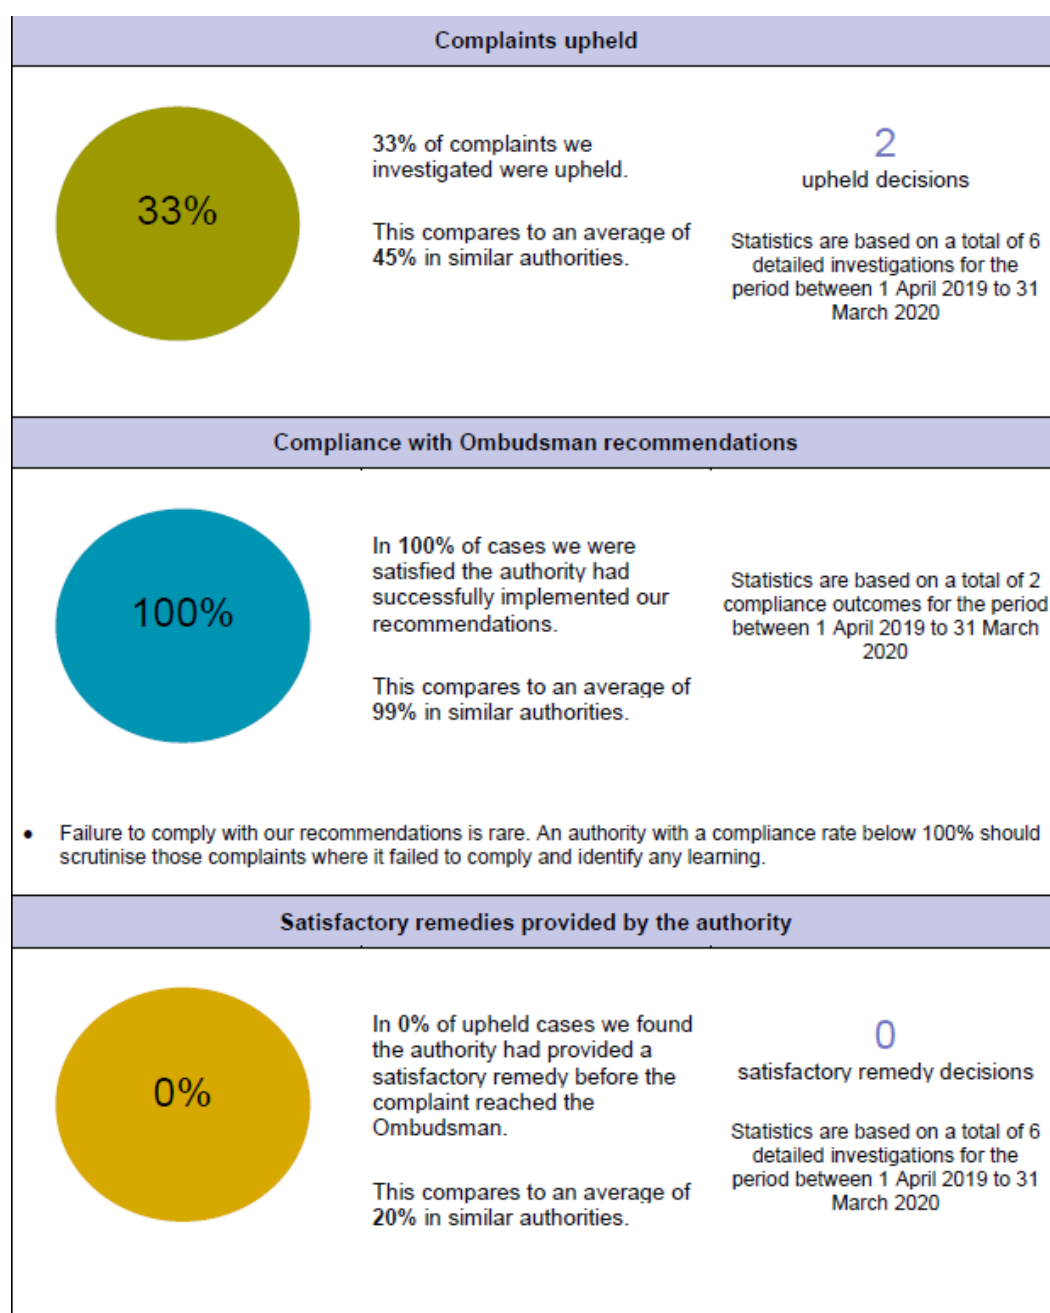 Complaints upheld
33%
33% of complaints we
investigated were upheld.
This compares to an average of
45% in similar authorities.
2
upheld decisions
Statistics are based on a total of 6
detailed investigations for the
period between 1 April 2019 to 31
March 2020
Compliance with Ombudsman recommendations
100%
In 100% of cases we were
satisfied the authority had
successfully implemented our
recommendations.
This compares to an average of
99% in similar authorities.
Statistics are based on a total of 2
compliance outcomes for the period
between 1 April 2019 to 31 March
2020
• Failure to comply with our recommendations is rare. An authority with a compliance rate below 100% should
scrutinise those complaints where it failed to comply and identify any learning.
Satisfactory remedies provided by the authority
0%
In 0% of upheld cases we found
the authority had provided a
satisfactory remedy before the
complaint reached the
Ombudsman.
This compares to an average of
20% in similar authorities.
0
satisfactory remedy decisions
Statistics are based on a total of 6
detailed investigations for the
period between 1 April 2019 to 31
March 2020